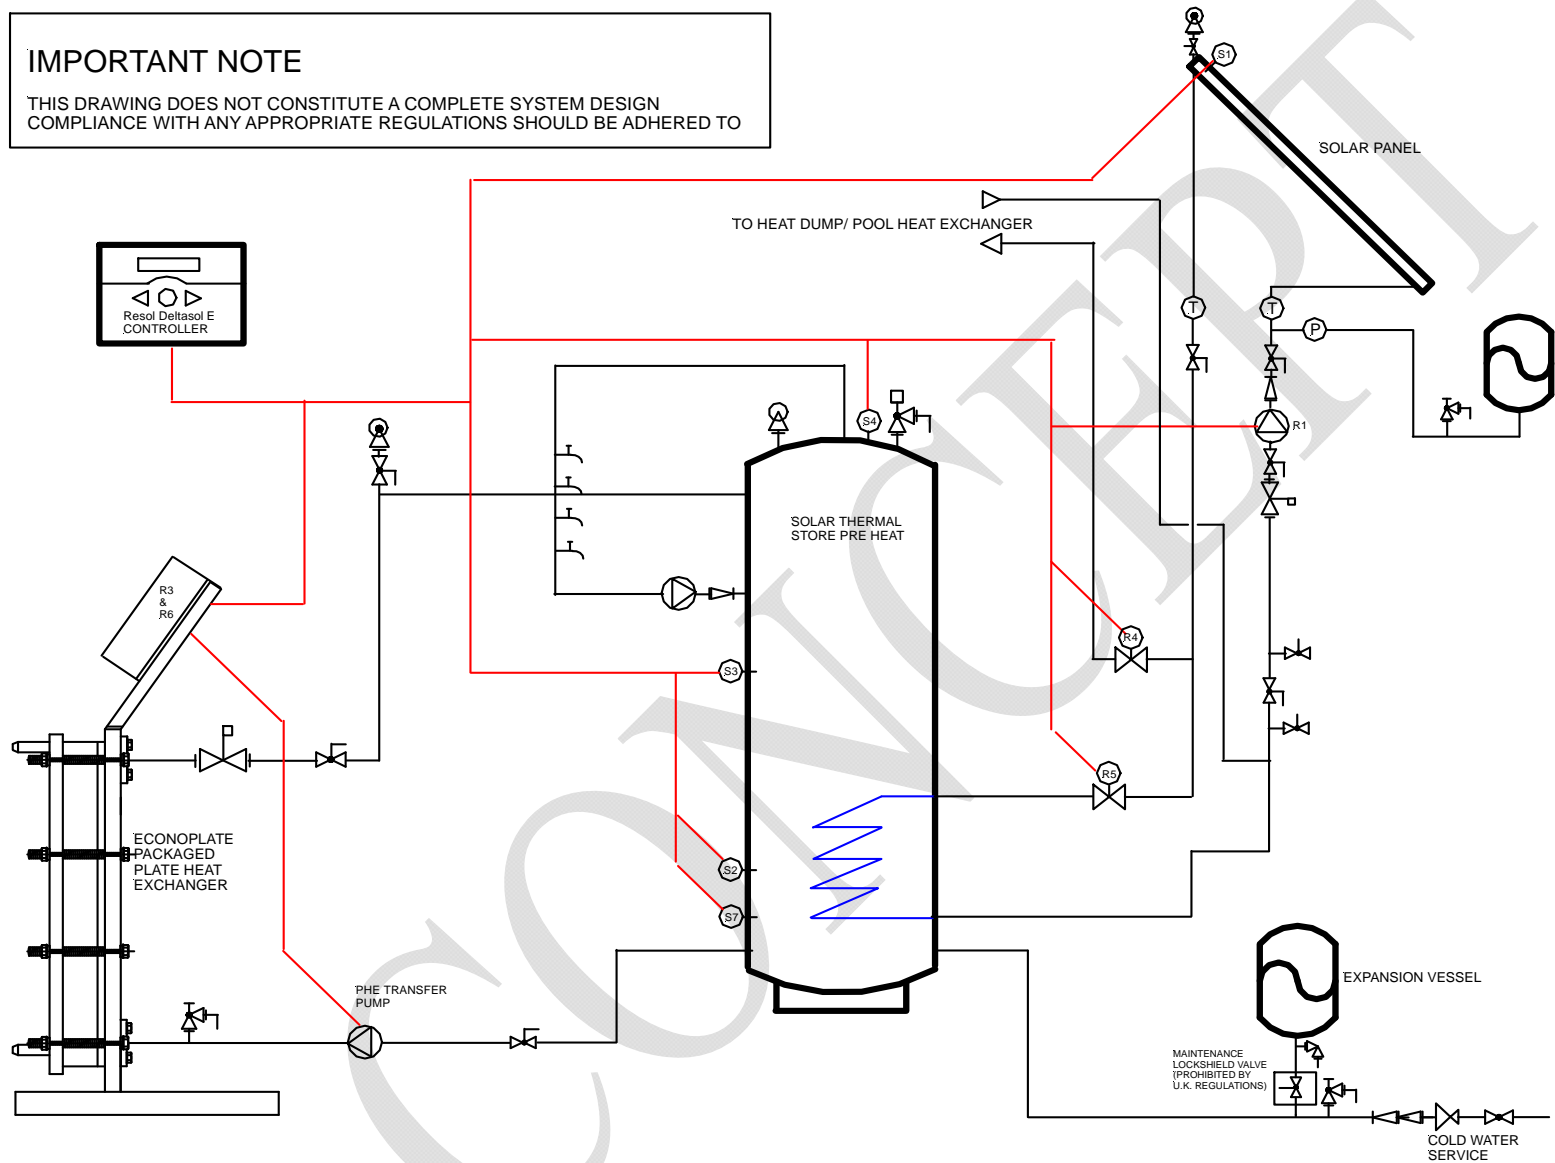 IMPORTANT NOTE
THIS DRAWING DOES NOT CONSTITUTE A COMPLETE SYSTEM DESIGN
COMPLIANCE WITH ANY APPROPRIATE REGULATIONS SHOULD BE ADHERED TO
S1
SOLAR PANEL
TO HEAT DUMP/ POOL HEAT EXCHANGER
Resol Deltasol E
CONTROLLER
T
T
P
S4
R1
SOLAR THERMAL
STORE PRE HEAT
R3
&
R6
R4
S3
R5
ECONOPLATE
PACKAGED
PLATE HEAT
EXCHANGER
S2
S7
PHE TRANSFER
PUMP
EXPANSION VESSEL
MAINTENANCE
LOCKSHIELD VALVE
(PROHIBITED BY
U.K. REGULATIONS)
COLD WATER
SERVICE
CONCEPT